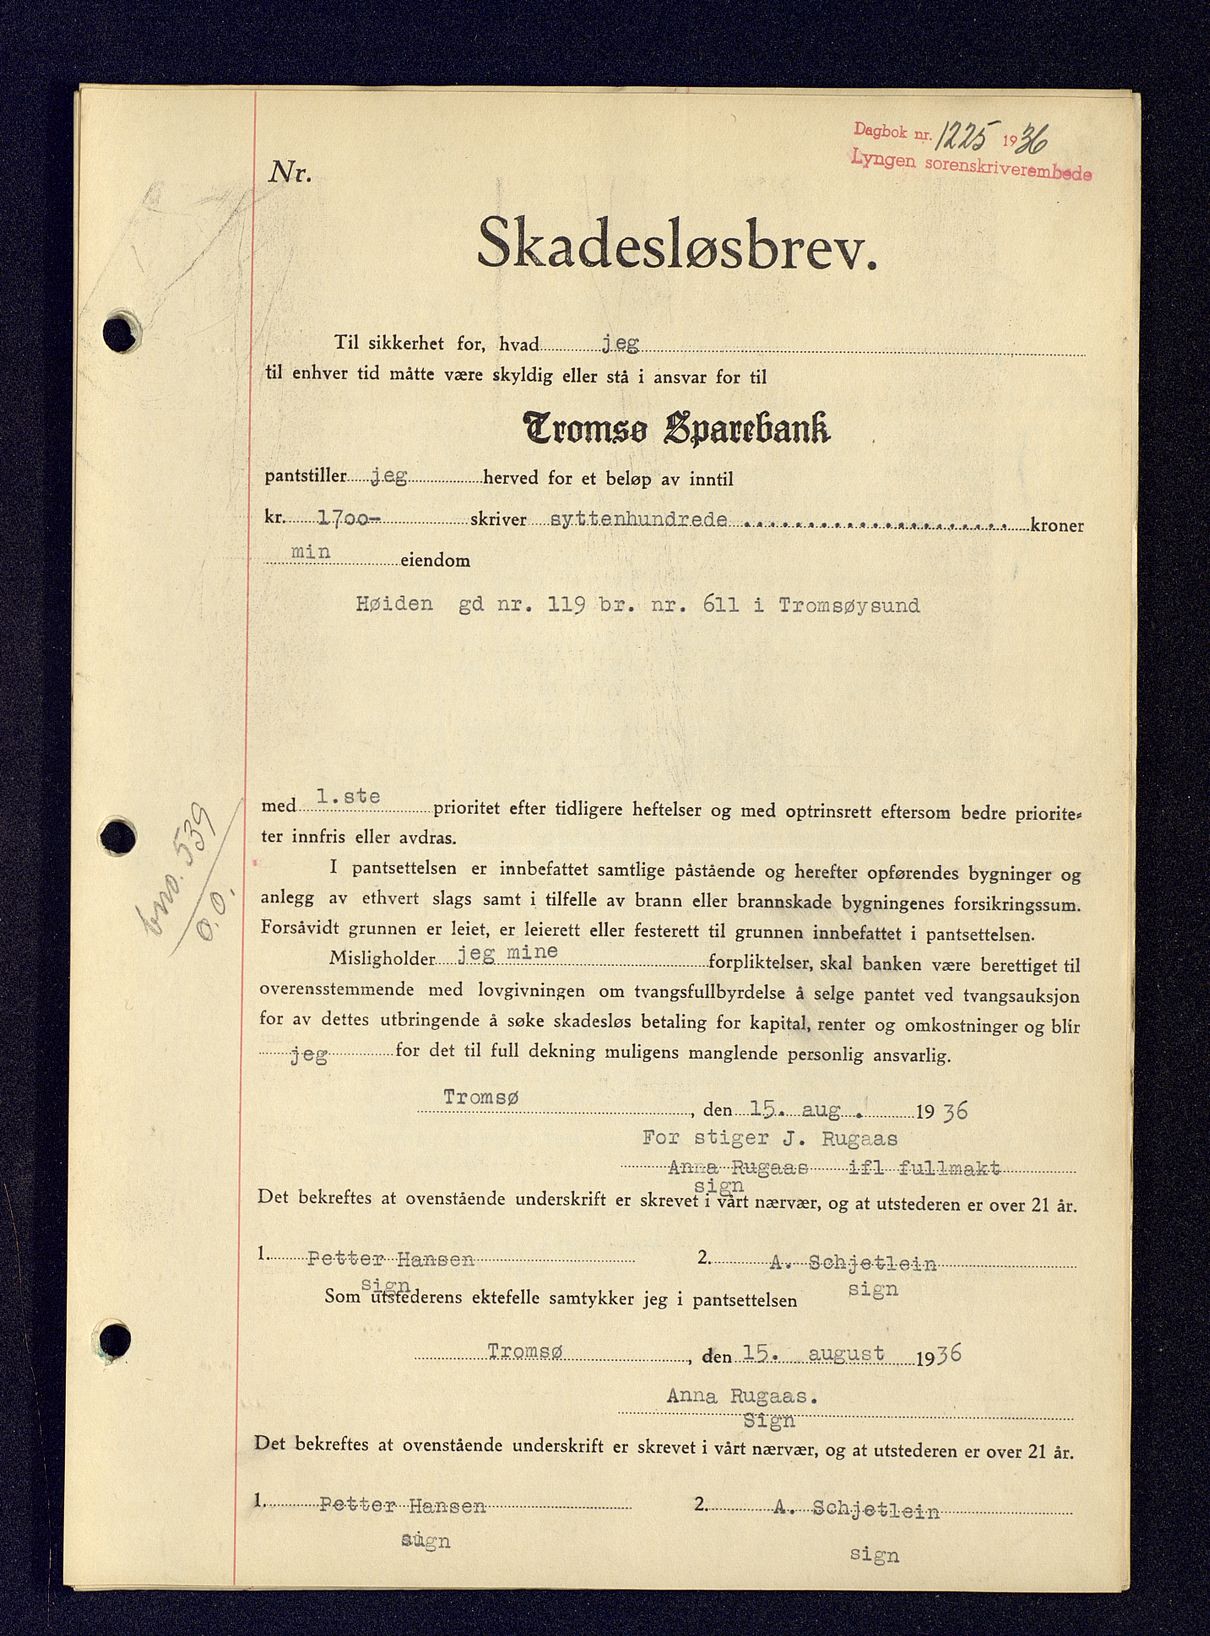 Dagbok nr. 1225 1936
Lyngen sorenskriverembede
Nr.
Skadesløsbrev.
Til sikkerhet for, hvad jeg
til enhver tid måtte være skyldig eller stå i ansvar for til
Tromsø Sparebank
pantstiller jeg herved for et beløp av inntil
kr. 1700- skriver syttenhundrede kroner
min eiendom
Høiden gd nr. 119 br. nr. 611 i Tromsøysund
med 1.ste prioritet efter tidligere heftelser og med optrinsrett eftersom bedre priorite=
ter innfris eller avdras.
I pantsettelsen er innbefattet samtlige påstående og herefter opførendes bygninger og
anlegg av ethvert slags samt i tilfelle av brann eller brannskade bygningenes forsikringssum.
Forsåvidt grunnen er leiet, er leierett eller festerett til grunnen innbefattet i pantsettelsen.
bno. 539
o.o.
Misligholder jeg mine forpliktelser, skal banken være berettiget til
overensstemmende med lovgivningen om tvangsfullbyrdelse å selge pantet ved tvangsauksjon
for av dettes utbringende å søke skadesløs betaling for kapital, renter og omkostninger og blir
jeg for det til full dekning muligens manglende personlig ansvarlig.
Tromsø, den 15. aug. 1936
For stiger J. Rugaas
Anna Rugaas ifl fullmakt
sign
Det bekreftes at ovenstående underskrift er skrevet i vårt nærvær, og at utstederen er over 21 år.
1. Petter Hansen 2. A. Schjetlein
sign sign
Som utstederens ektefelle samtykker jeg i pantsettelsen
Tromsø, den 15. august 1936
Anna Rugaas.
Sign
Det bekreftes at ovenstående underskrift er skrevet i vårt nærvær, og at utstederen er over 21 år.
1. Petter Hansen 2. A. Schjetlein
sign
sign